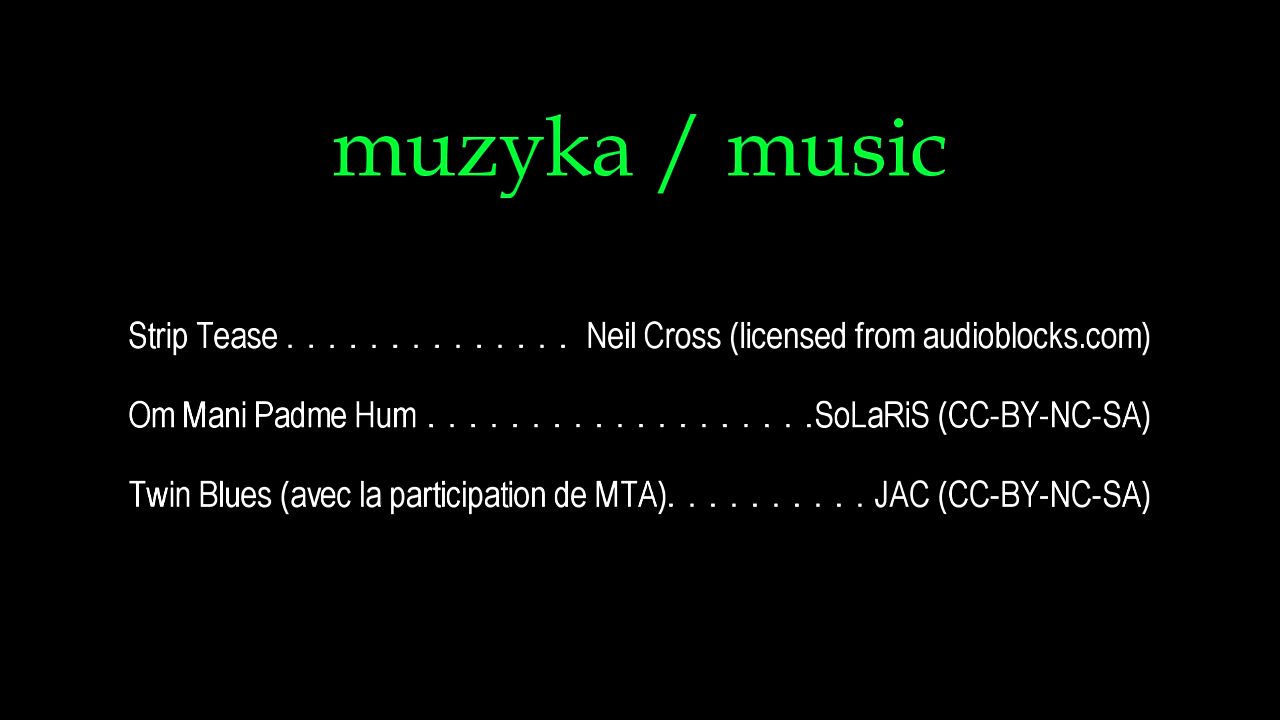 muzyka / music
Strip Tease . . . . . . . . . . . . . . Neil Cross (licensed from audioblocks.com)
Om Mani Padme Hum . . . . . . . . . . . . . . . . . . .SoLaRiS (CC-BY-NC-SA)
Twin Blues (avec la participation de MTA). . . . . . . . . . JAC (CC-BY-NC-SA)